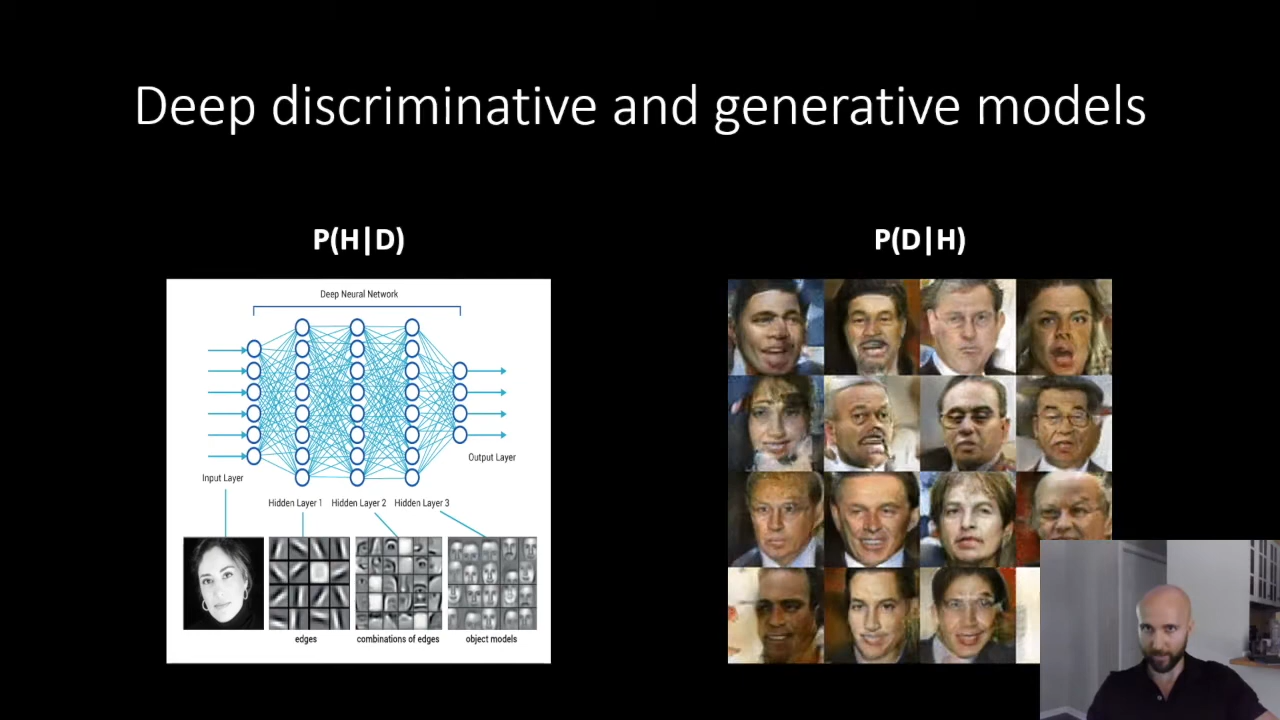 Deep discriminative and generative models
P(H|D)
P(D|H)
Deep Neural Network
Input Layer
Output Layer
Hidden Layer 1
Hidden Layer 2
Hidden Layer 3
edges
combinations of edges
object models